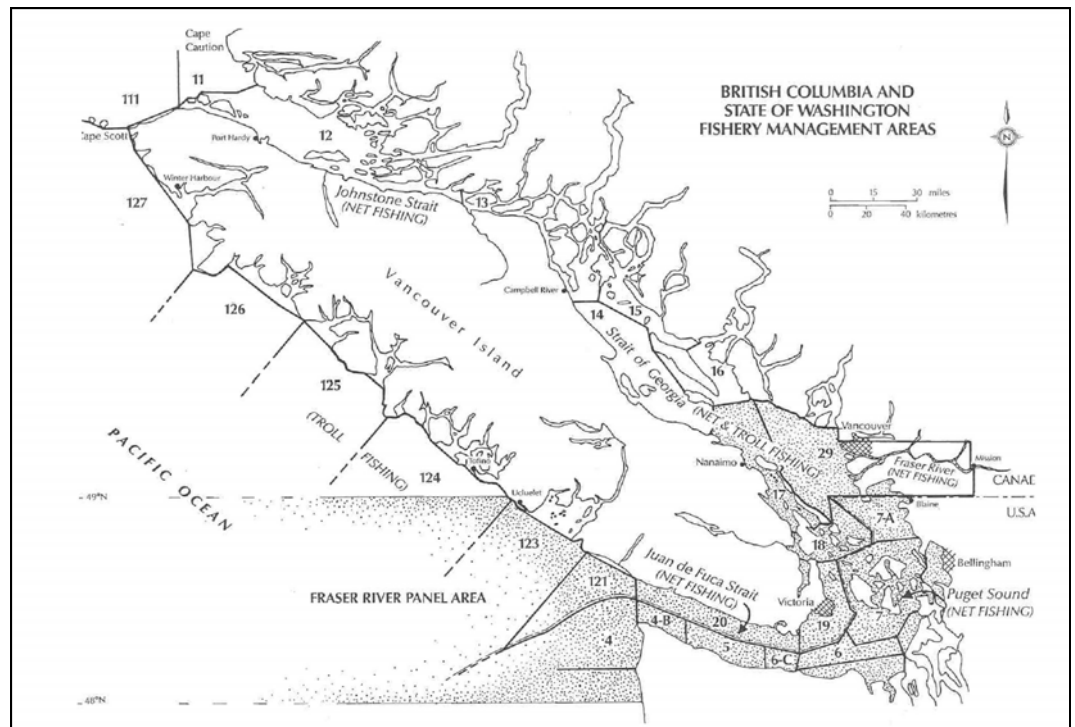 Cape
Caution
11
111
Cape Scott
12
Port Hardy
BRITISH COLUMBIA AND
STATE OF WASHINGTON
FISHERY MANAGEMENT AREAS
N
0 15 30 miles
0 20 40 kilometres
Winter Harbour
127
Johnstone Strait
(NET FISHING)
13
Campbell River
126
Vancouver Island
14
15
Strait of Georgia
(NET & TROLL FISHING)
16
125
(TROLL
FISHING)
PACIFIC OCEAN
124
Tofino
Ucluelet
Nanaimo
Vancouver
29
Fraser River
(NET FISHING)
Mission
CANAD
U.S.A
49°N
17
Blaine
7-A
18
123
121
FRASER RIVER PANEL AREA
Juan de Fuca Strait
(NET FISHING)
Victoria
Bellingham
Puget Sound
(NET FISHING)
7
19
20
4-B
4
5
6-C
6
48°N